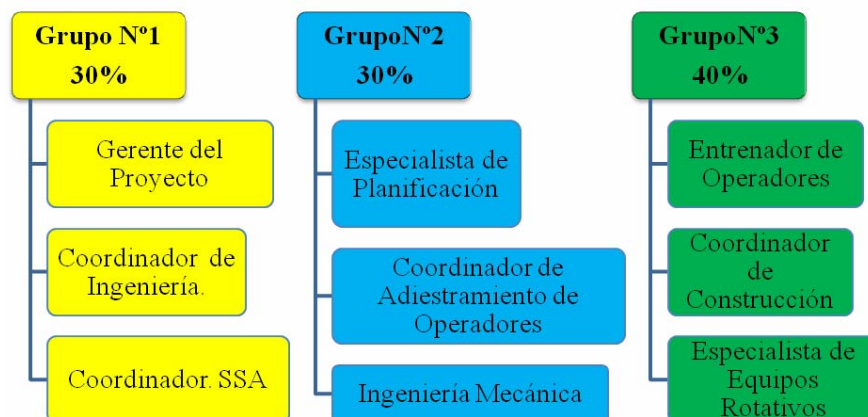 Grupo Nº1
30%
Gerente del
Proyecto
Coordinador de
Ingeniería.
Coordinador. SSA
GrupoNº2
30%
Especialista de
Planificación
Coordinador de
Adiestramiento de
Operadores
Ingeniería Mecánica
GrupoNº3
40%
Entrenador de
Operadores
Coordinador
de
Construcción
Especialista de
Equipos
Rotativos